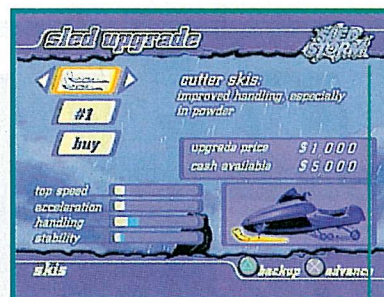 sled upgrade
SLED
STORM
cutter skis:
improved handling, especially
in powder
#1
buy
upgrade price $1000
cash available $5000
top speed
acceleration
handling
stability
skis
backup advance